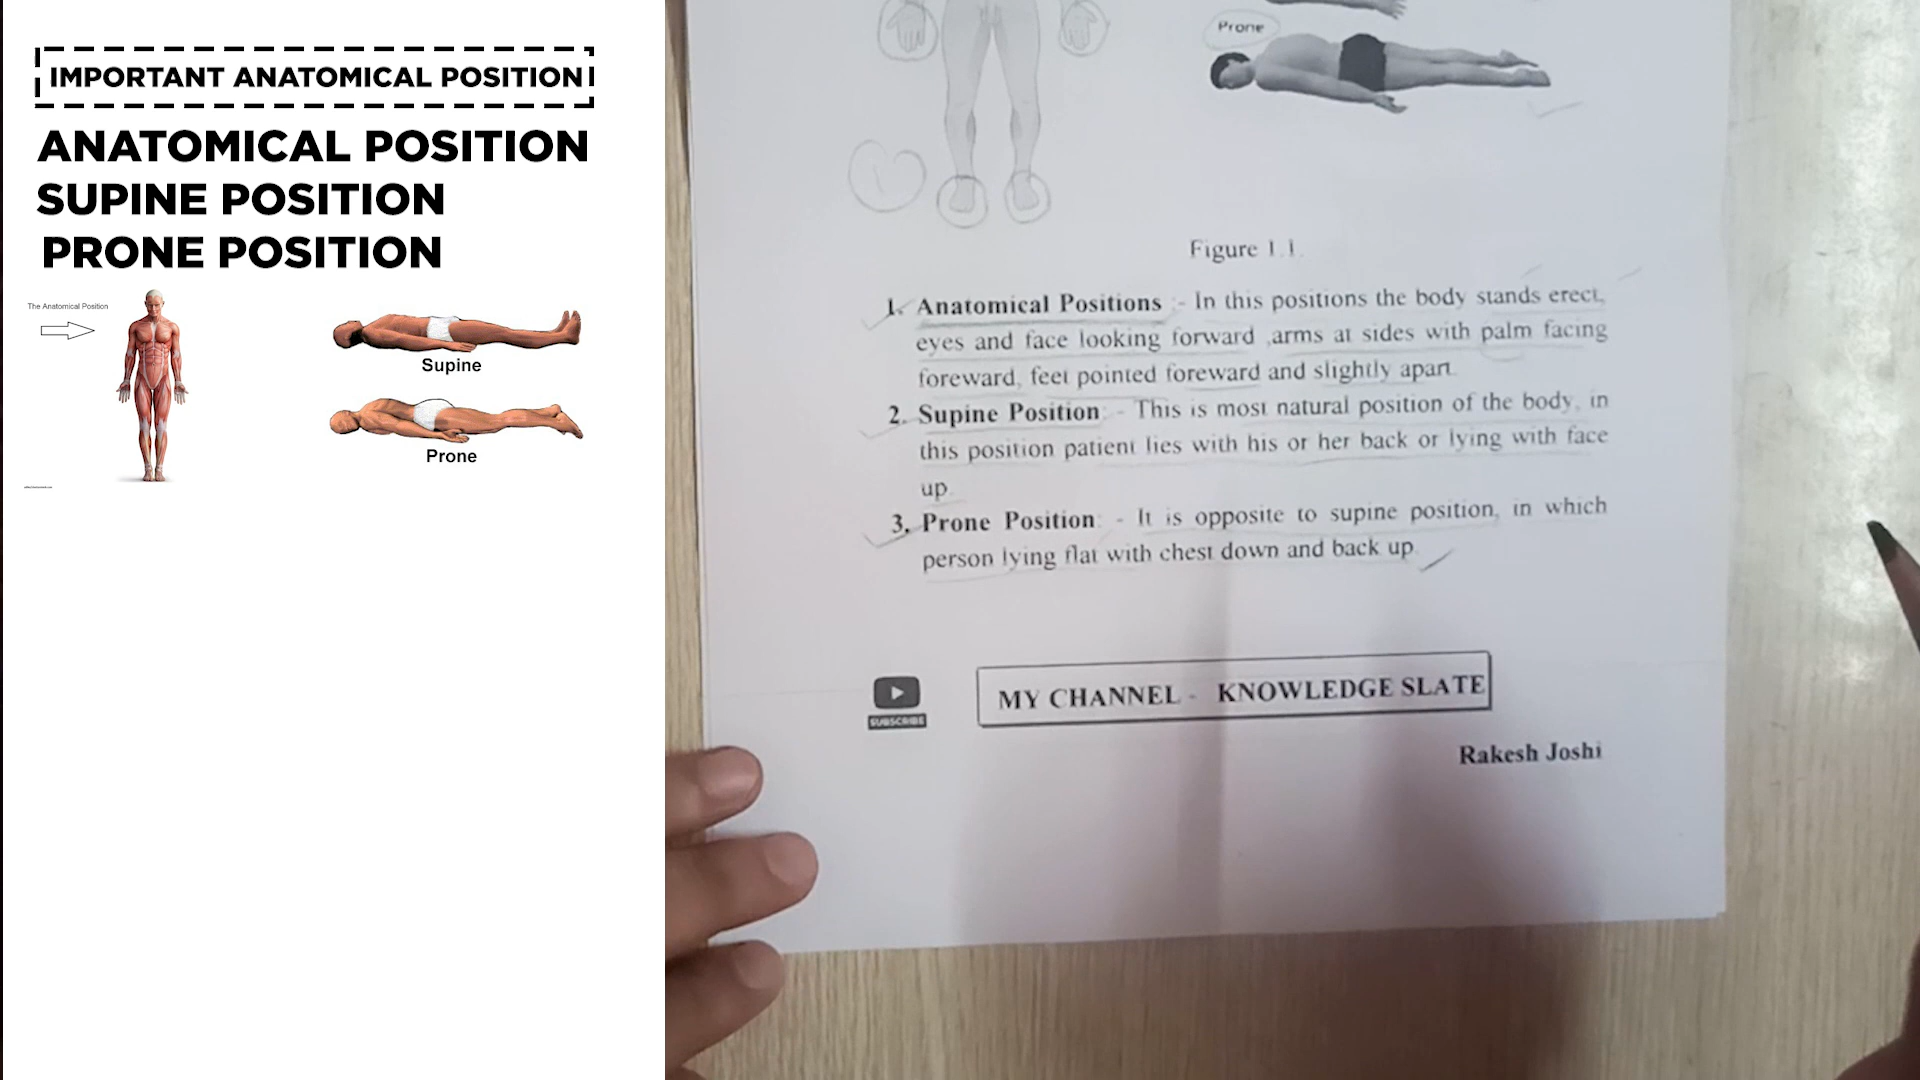 IMPORTANT ANATOMICAL POSITION
ANATOMICAL POSITION
SUPINE POSITION
PRONE POSITION
The Anatomical Position
Supine
Prone
Prone
Figure 1.1.
1. Anatomical Positions :- In this positions the body stands erect,
eyes and face looking forward ,arms at sides with palm facing
foreward, feet pointed foreward and slightly apart.
2. Supine Position: - This is most natural position of the body, in
this position patient lies with his or her back or lying with face
up.
3. Prone Position: - It is opposite to supine position, in which
person lying flat with chest down and back up.
SUBSCRIBE
MY CHANNEL - KNOWLEDGE SLATE
Rakesh Joshi